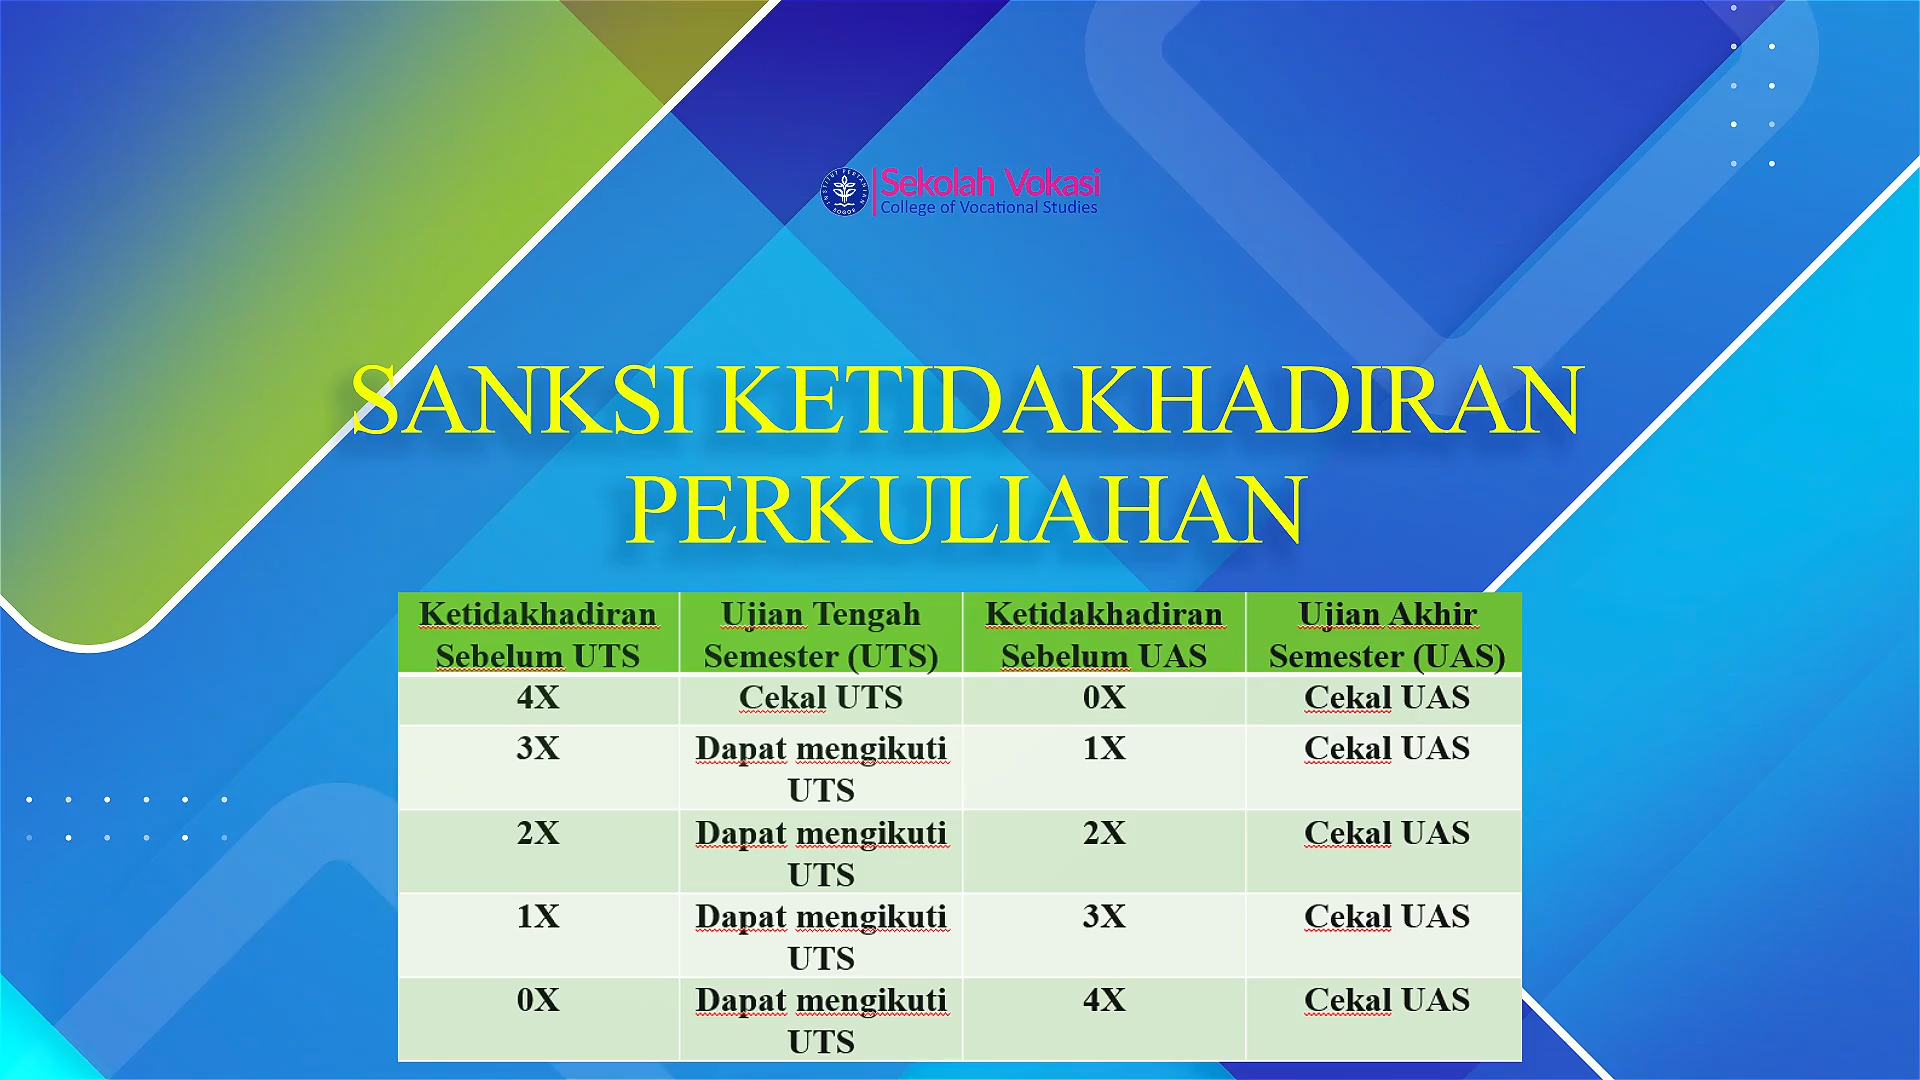 INSTITUT PERTANIAN
BOGOR
Sekolah Vokasi
College of Vocational Studies
SANKSI KETIDAKHADIRAN
PERKULIAHAN
Ketidakhadiran Sebelum UTS | Ujian Tengah Semester (UTS) | Ketidakhadiran Sebelum UAS | Ujian Akhir Semester (UAS)
4X | Cekal UTS | 0X | Cekal UAS
3X | Dapat mengikuti UTS | 1X | Cekal UAS
2X | Dapat mengikuti UTS | 2X | Cekal UAS
1X | Dapat mengikuti UTS | 3X | Cekal UAS
0X | Dapat mengikuti UTS | 4X | Cekal UAS